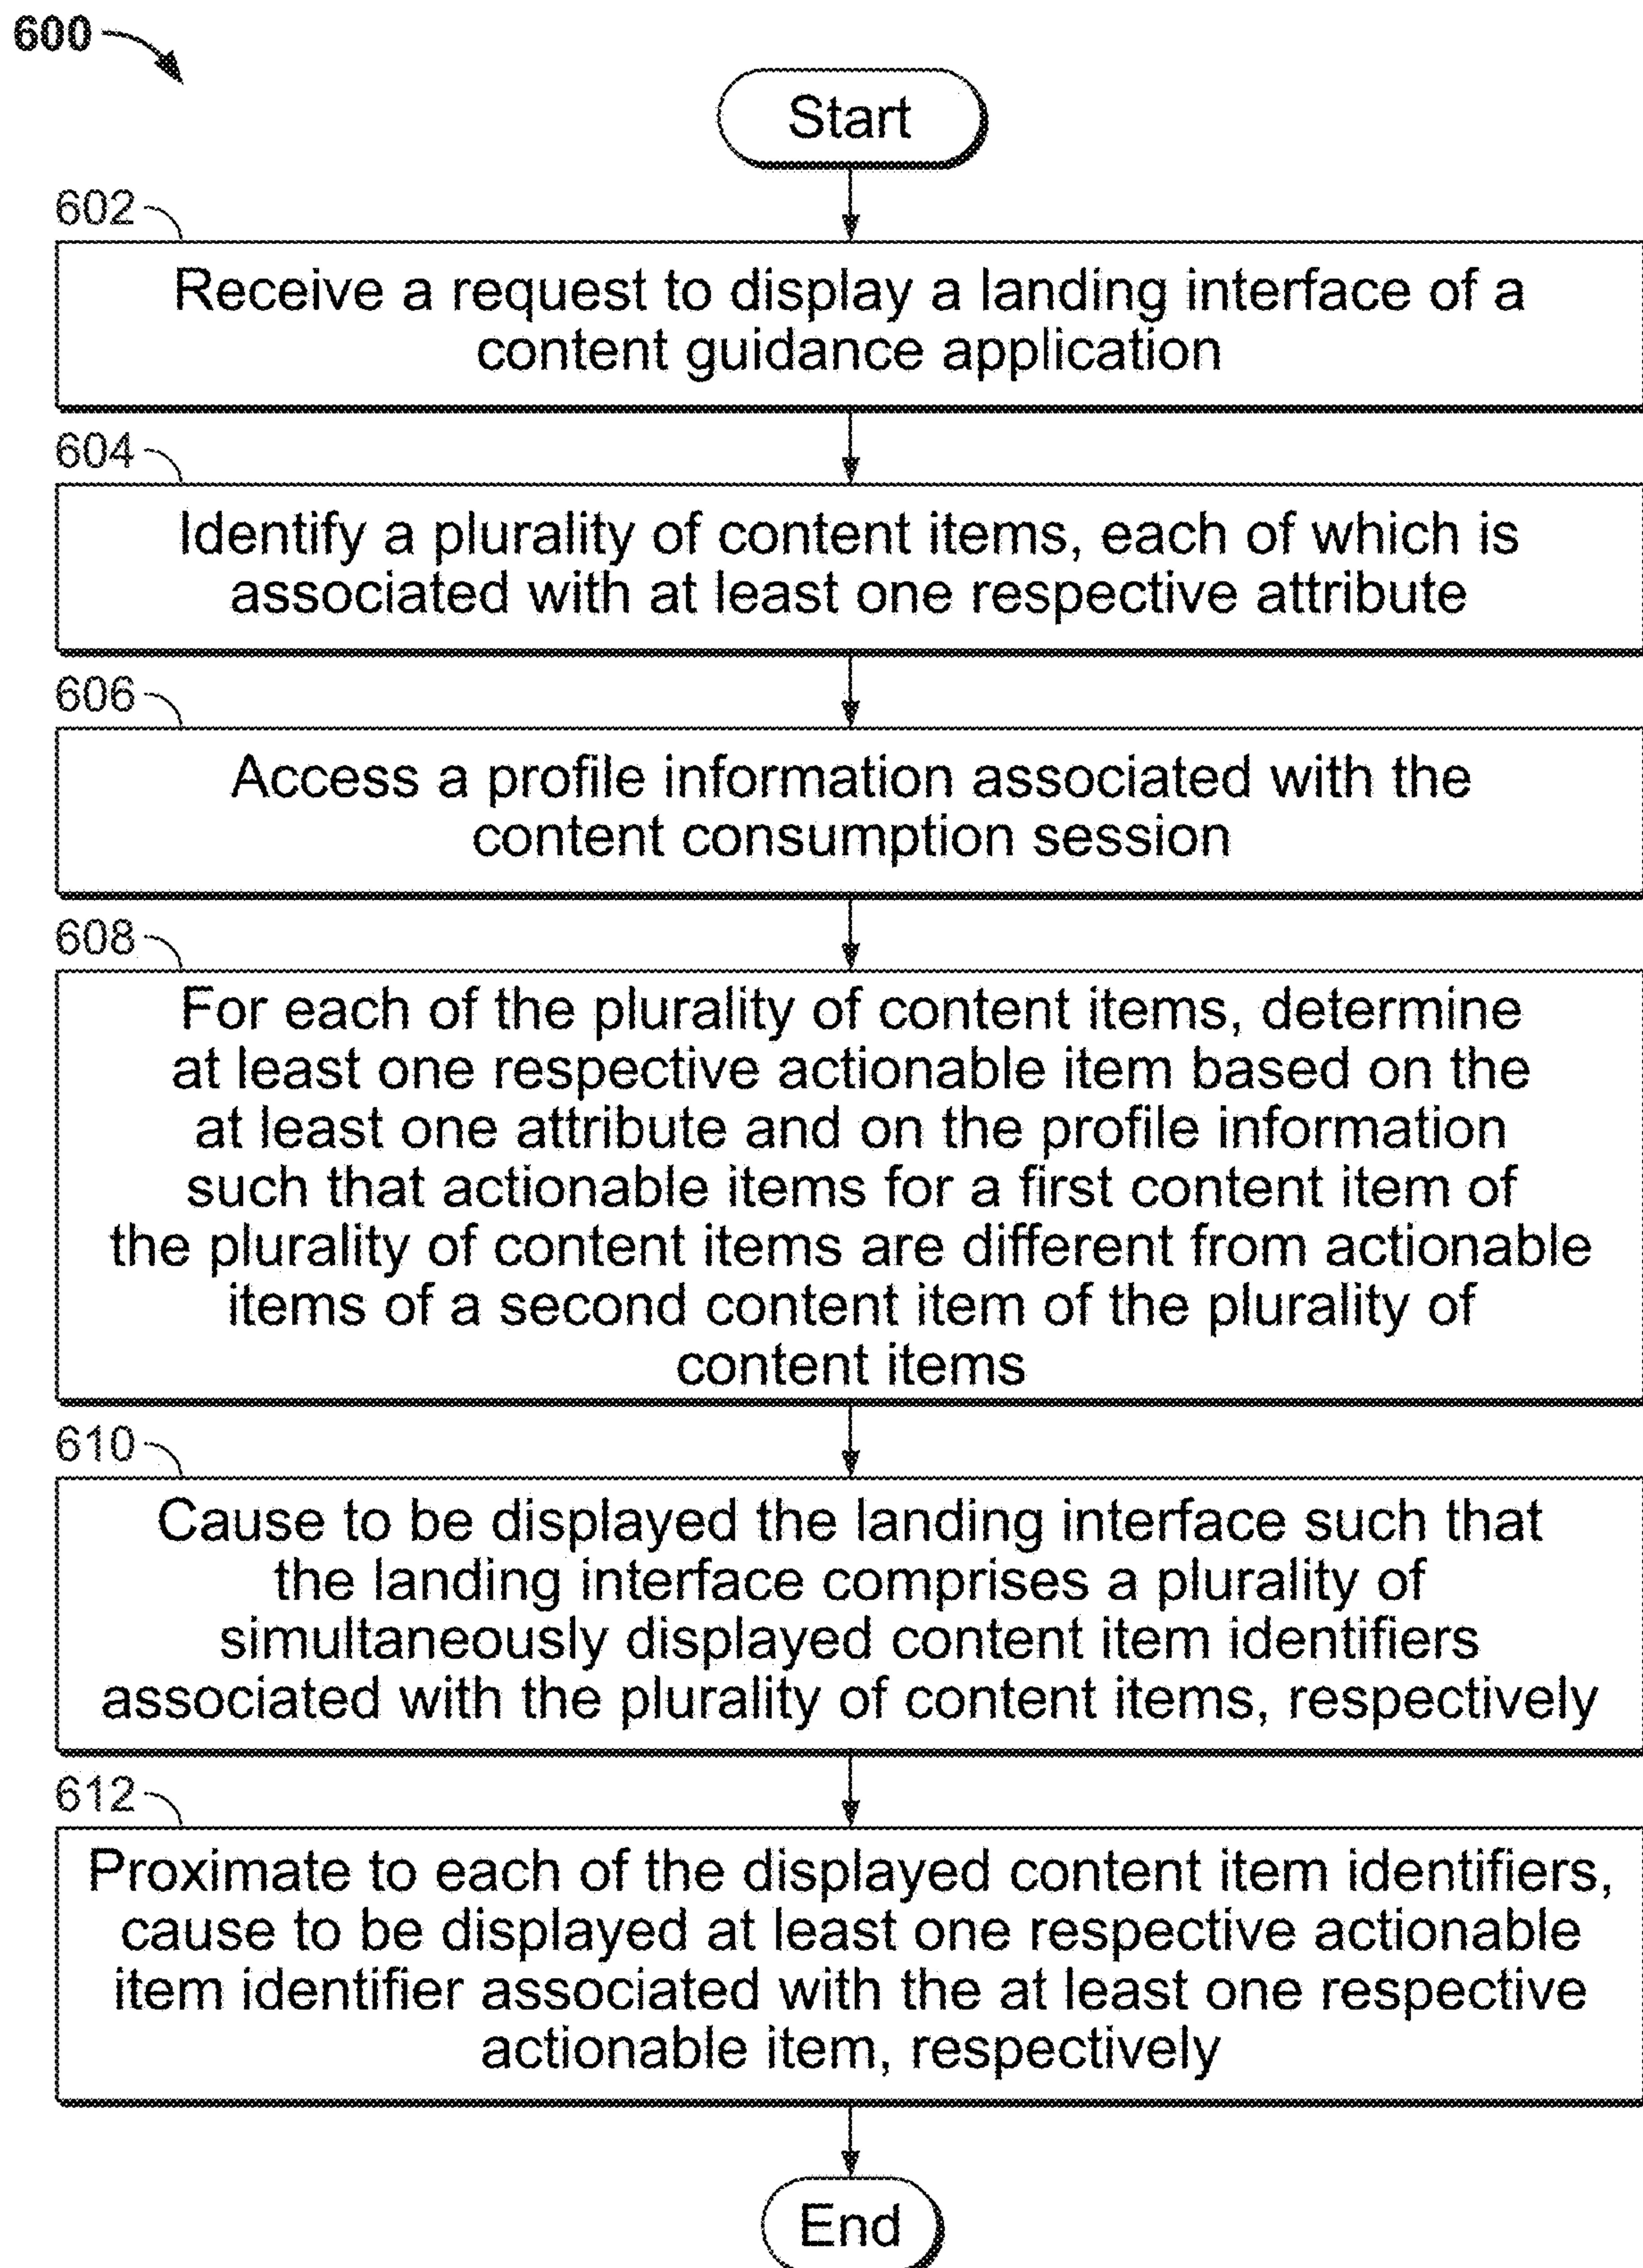 600
Start
602
Receive a request to display a landing interface of a
content guidance application
604
Identify a plurality of content items, each of which is
associated with at least one respective attribute
606
Access a profile information associated with the
content consumption session
608
For each of the plurality of content items, determine
at least one respective actionable item based on the
at least one attribute and on the profile information
such that actionable items for a first content item of
the plurality of content items are different from actionable
items of a second content item of the plurality of
content items
610
Cause to be displayed the landing interface such that
the landing interface comprises a plurality of
simultaneously displayed content item identifiers
associated with the plurality of content items, respectively
612
Proximate to each of the displayed content item identifiers,
cause to be displayed at least one respective actionable
item identifier associated with the at least one respective
actionable item, respectively
End